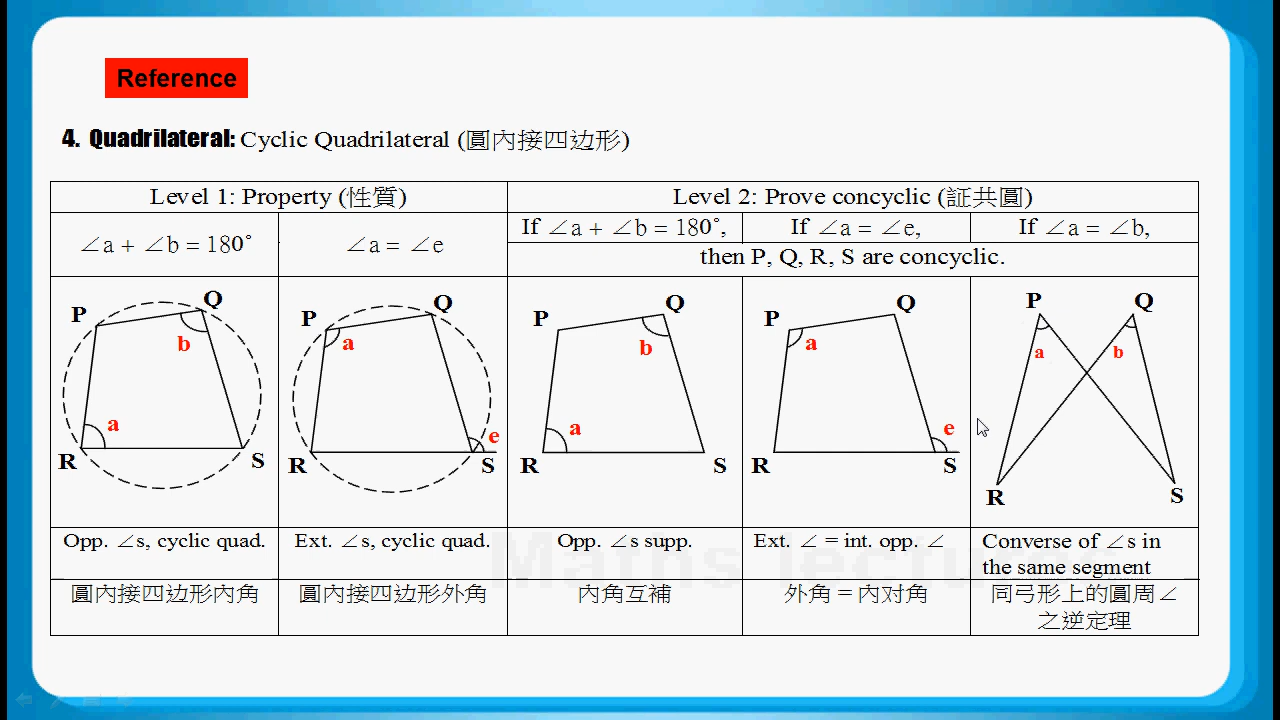 Reference
4. Quadrilateral: Cyclic Quadrilateral (圓內接四边形)
Level 1: Property (性質)
Level 2: Prove concyclic (証共圓)
∠a + ∠b = 180°
∠a = ∠e
If ∠a + ∠b = 180°,
If ∠a = ∠e,
If ∠a = ∠b,
then P, Q, R, S are concyclic.
P
Q
b
a
R
S
P
Q
a
e
R
S
P
Q
b
a
R
S
P
Q
a
e
R
S
P
Q
a
b
R
S
Opp. ∠s, cyclic quad.
Ext. ∠s, cyclic quad.
Opp. ∠s supp.
Ext. ∠ = int. opp. ∠
Converse of ∠s in
the same segment
圓內接四边形內角
圓內接四边形外角
內角互補
外角 = 內对角
同弓形上的圓周∠
之逆定理
Maths lectures